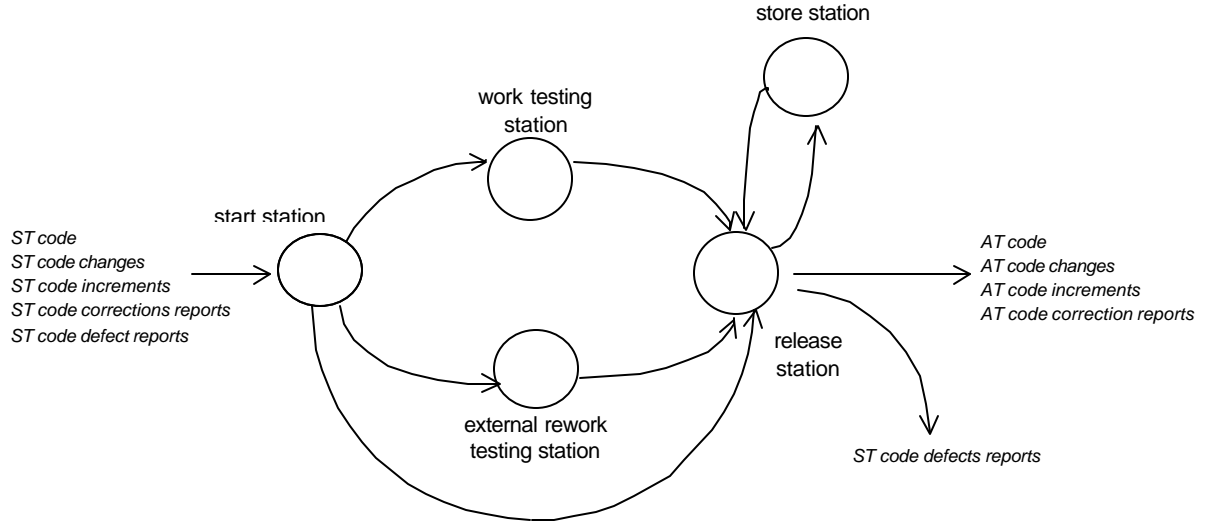 store station
work testing
station
start station
ST code
ST code changes
ST code increments
ST code corrections reports
ST code defect reports
AT code
AT code changes
AT code increments
AT code correction reports
release
station
external rework
testing station
ST code defects reports